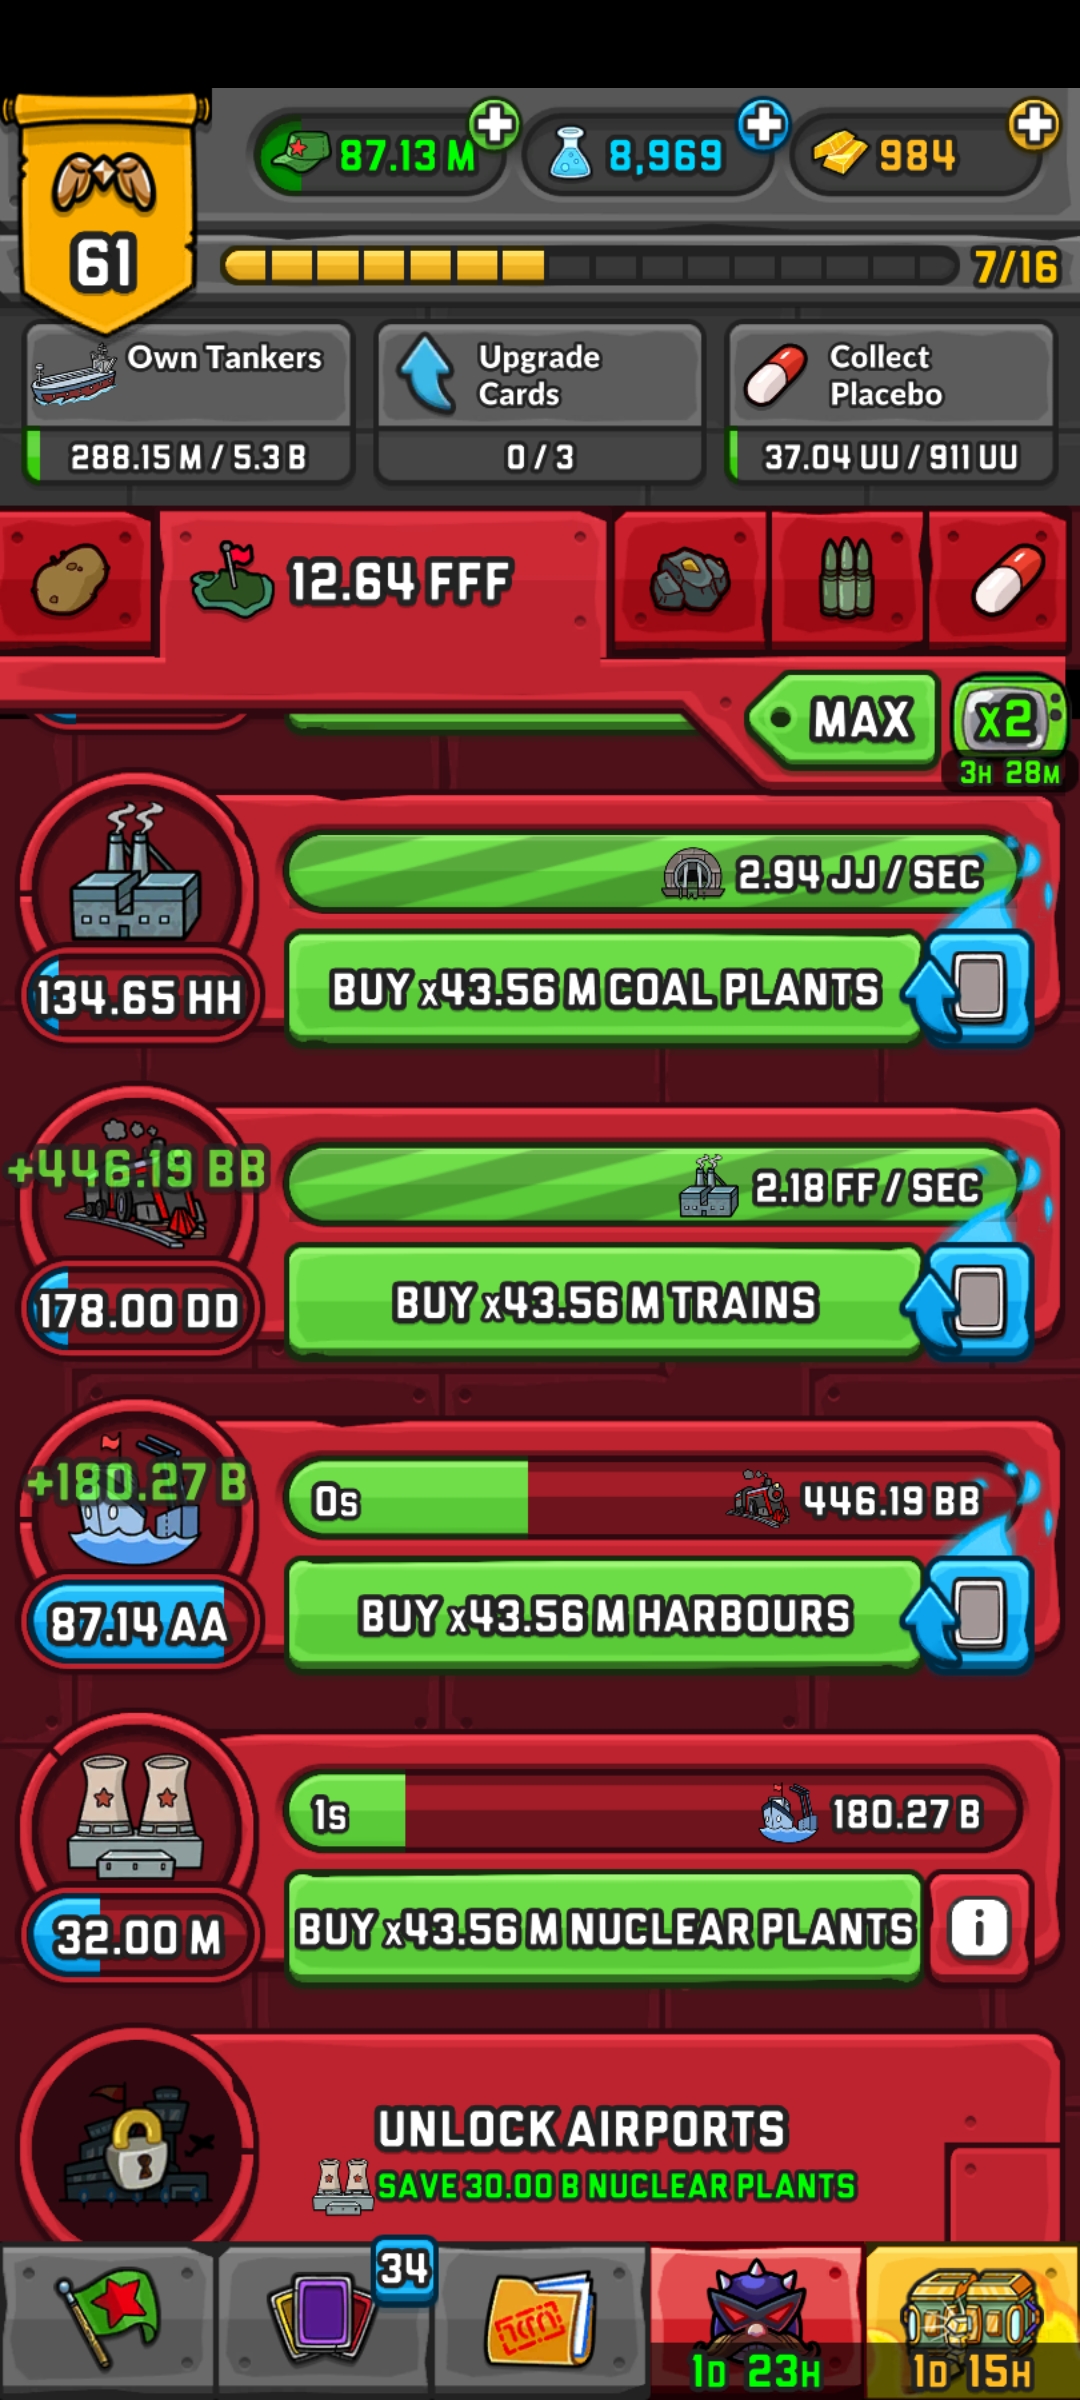 87.13 M
8,969
984
61
7/16
Own Tankers
288.15 M / 5.3 B
Upgrade
Cards
0 / 3
Collect
Placebo
37.04 UU / 911 UU
12.64 FFF
MAX
x2
3H 28M
2.94 JJ / SEC
134.65 HH
BUY x43.56 M COAL PLANTS
+446.19 BB
2.18 FF / SEC
178.00 DD
BUY x43.56 M TRAINS
+180.27 B
0s
446.19 BB
87.14 AA
BUY x43.56 M HARBOURS
1s
180.27 B
32.00 M
BUY x43.56 M NUCLEAR PLANTS
i
UNLOCK AIRPORTS
SAVE 30.00 B NUCLEAR PLANTS
34
1D 23H
1D 15H